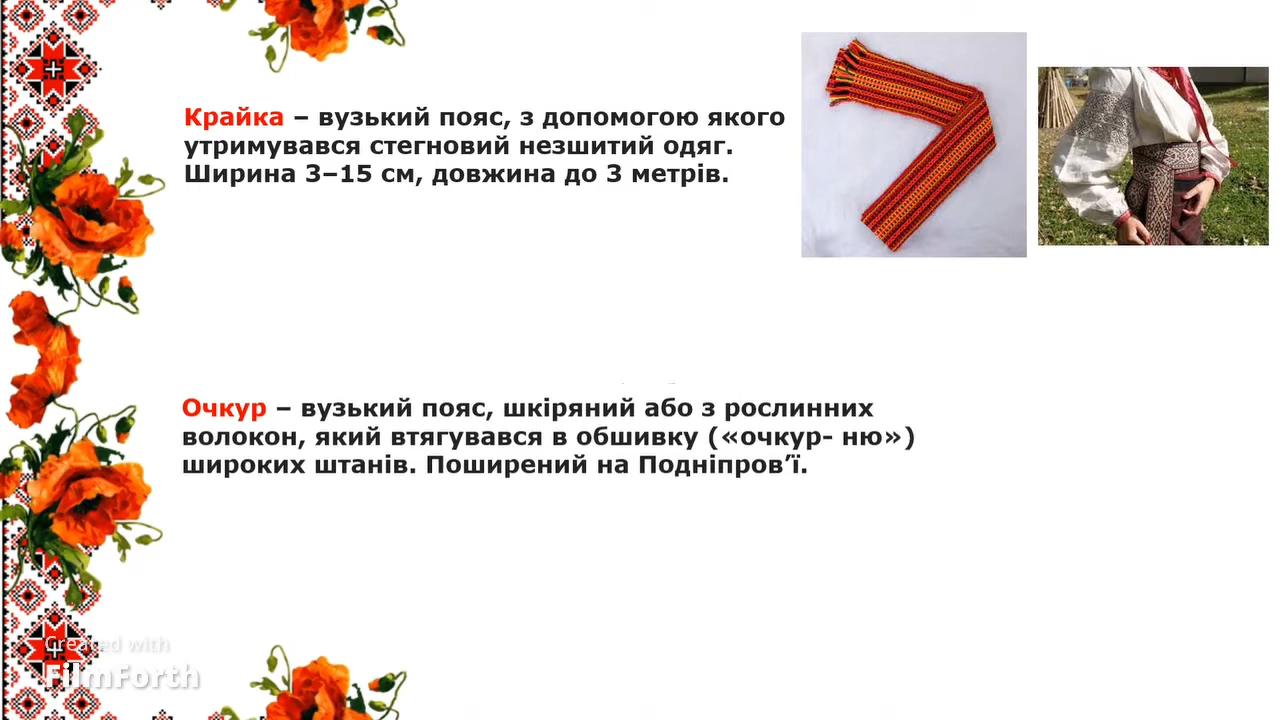 Крайка – вузький пояс, з допомогою якого
утримувався стегновий незшитий одяг.
Ширина 3–15 см, довжина до 3 метрів.
Очкур – вузький пояс, шкіряний або з рослинних
волокон, який втягувався в обшивку («очкур- ню»)
широких штанів. Поширений на Подніпров’ї.
Created with
FilmForth